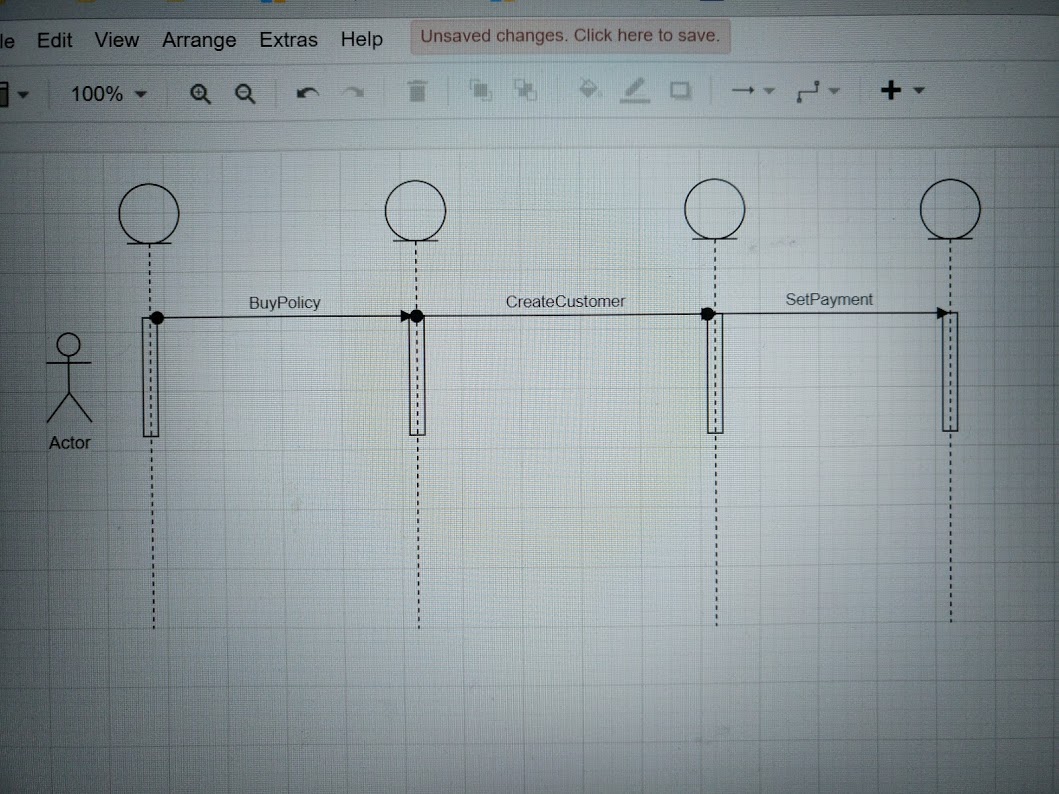 le Edit View Arrange Extras Help Unsaved changes. Click here to save.
100%
BuyPolicy CreateCustomer SetPayment
Actor